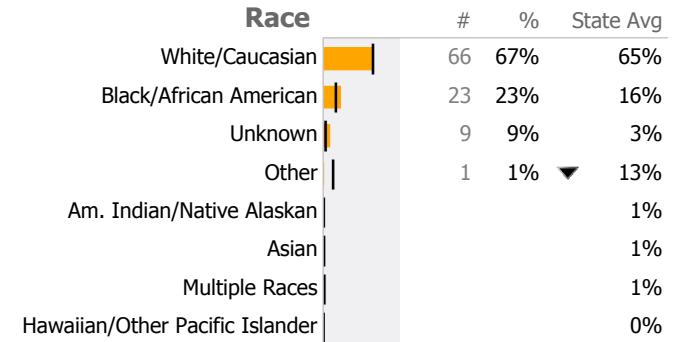 Race # % State Avg
White/Caucasian 66 67% 65%
Black/African American 23 23% 16%
Unknown 9 9% 3%
Other 1 1% ▼ 13%
Am. Indian/Native Alaskan 1%
Asian 1%
Multiple Races 1%
Hawaiian/Other Pacific Islander 0%